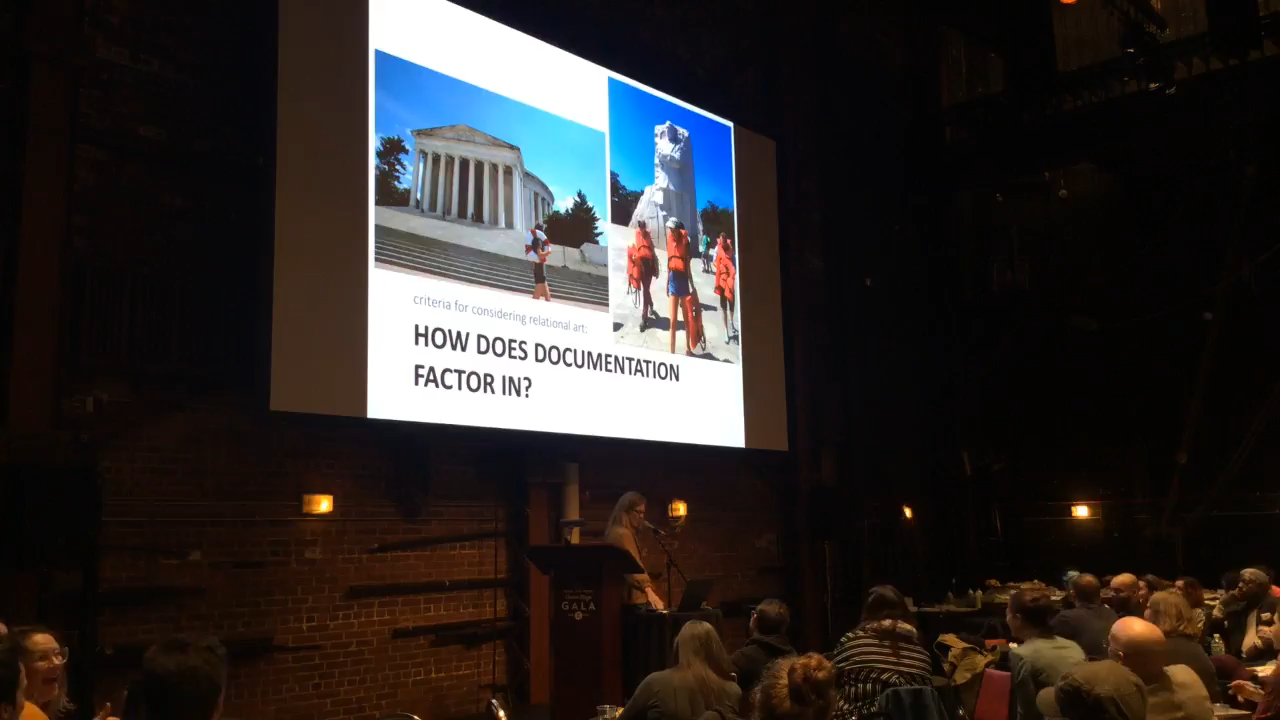 criteria for considering relational art:
HOW DOES DOCUMENTATION
FACTOR IN?
GALA